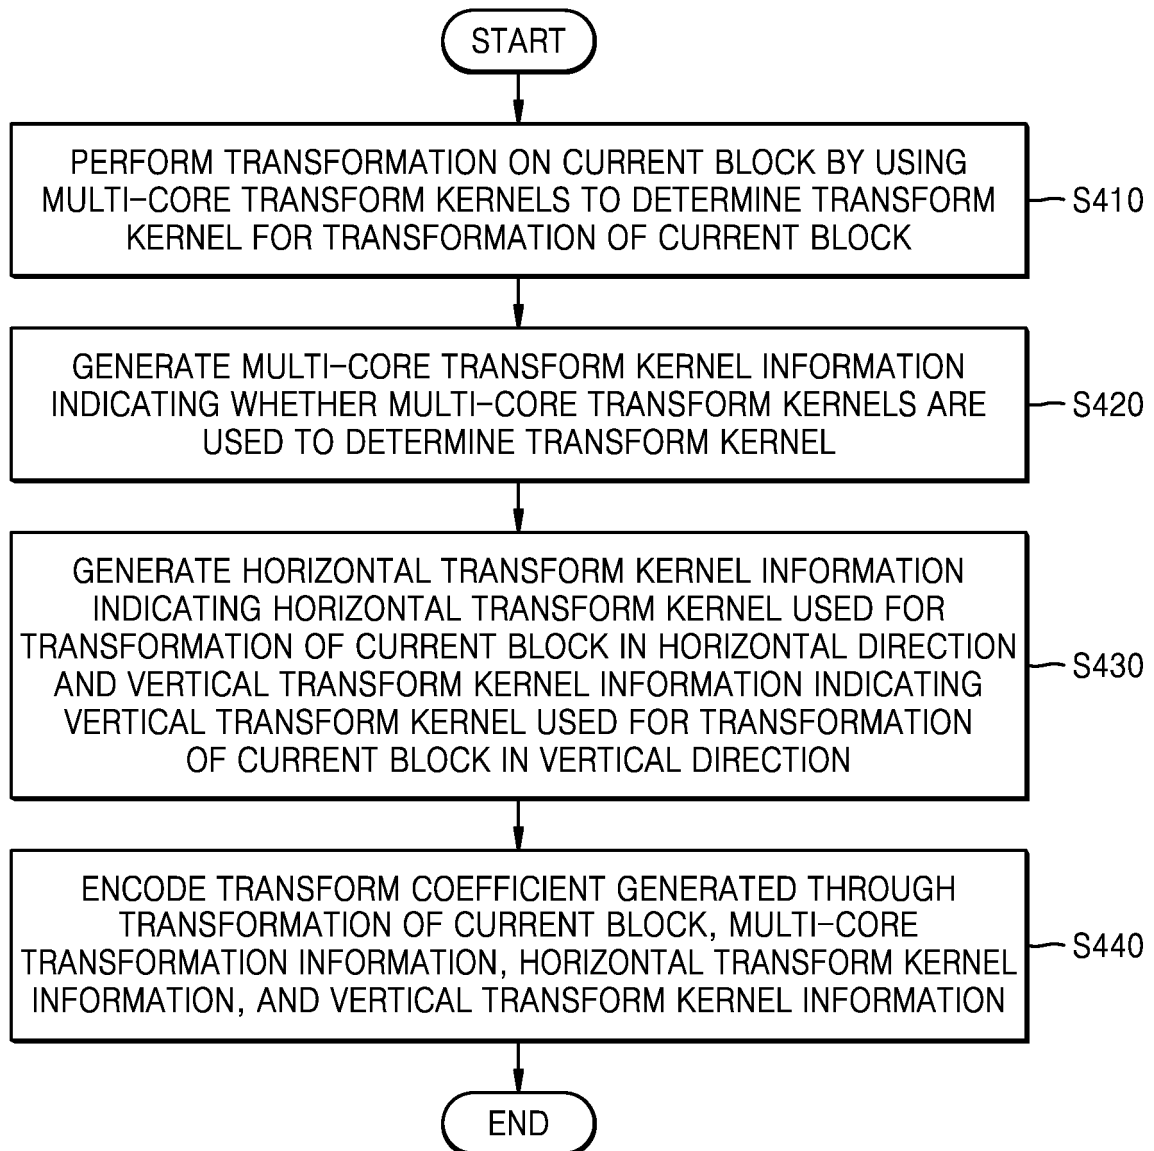 START
PERFORM TRANSFORMATION ON CURRENT BLOCK BY USING
MULTI-CORE TRANSFORM KERNELS TO DETERMINE TRANSFORM
KERNEL FOR TRANSFORMATION OF CURRENT BLOCK
S410
GENERATE MULTI-CORE TRANSFORM KERNEL INFORMATION
INDICATING WHETHER MULTI-CORE TRANSFORM KERNELS ARE
USED TO DETERMINE TRANSFORM KERNEL
S420
GENERATE HORIZONTAL TRANSFORM KERNEL INFORMATION
INDICATING HORIZONTAL TRANSFORM KERNEL USED FOR
TRANSFORMATION OF CURRENT BLOCK IN HORIZONTAL DIRECTION
AND VERTICAL TRANSFORM KERNEL INFORMATION INDICATING
VERTICAL TRANSFORM KERNEL USED FOR TRANSFORMATION
OF CURRENT BLOCK IN VERTICAL DIRECTION
S430
ENCODE TRANSFORM COEFFICIENT GENERATED THROUGH
TRANSFORMATION OF CURRENT BLOCK, MULTI-CORE
TRANSFORMATION INFORMATION, HORIZONTAL TRANSFORM KERNEL
INFORMATION, AND VERTICAL TRANSFORM KERNEL INFORMATION
S440
END